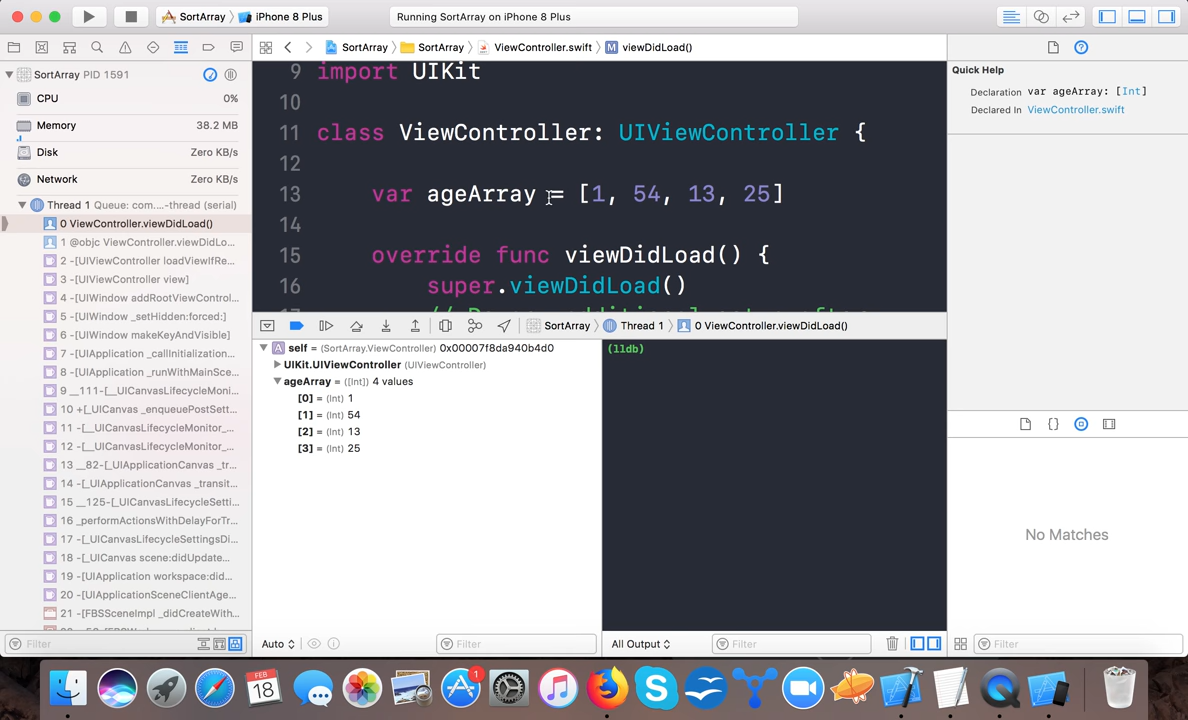 SortArray
iPhone 8 Plus
Running SortArray on iPhone 8 Plus
SortArray
SortArray
ViewController.swift
viewDidLoad()
SortArray PID 1591
CPU 0%
Memory 38.2 MB
Disk Zero KB/s
Network Zero KB/s
Thread 1 Queue: com....-thread (serial)
0 ViewController.viewDidLoad()
1 @objc ViewController.viewDidLo...
2 -[UIViewController loadViewIfRe...
3 -[UIViewController view]
4 -[UIWindow addRootViewControl...
5 -[UIWindow _setHidden:forced:]
6 -[UIWindow makeKeyAndVisible]
7 -[UIApplication _callInitialization...
8 -[UIApplication _runWithMainSce...
9 __111-[__UICanvasLifecycleMoni...
10 +[_UICanvas _enqueuePostSett...
11 -[__UICanvasLifecycleMonitor_...
12 -[__UICanvasLifecycleMonitor_...
13 __82-[_UIApplicationCanvas _tr...
14 -[_UIApplicationCanvas _transit...
15 __125-[_UICanvasLifecycleSetti...
16 _performActionsWithDelayForTr...
17 -[_UICanvasLifecycleSettingsDi...
18 -[_UICanvas scene:didUpdate...
19 -[UIApplication workspace:did...
20 -[UIApplicationSceneClientAge...
21 -[FBSSceneImpl _didCreateWith...
Filter
9 import UIKit
10
11 class ViewController: UIViewController {
12
13 var ageArray = [1, 54, 13, 25]
14
15 override func viewDidLoad() {
16 super.viewDidLoad()
SortArray
Thread 1
0 ViewController.viewDidLoad()
self = (SortArray.ViewController) 0x00007f8da940b4d0
UIKit.UIViewController (UIViewController)
ageArray = ([Int]) 4 values
[0] = (Int) 1
[1] = (Int) 54
[2] = (Int) 13
[3] = (Int) 25
Auto
Filter
(lldb)
All Output
Filter
Quick Help
Declaration var ageArray: [Int]
Declared In ViewController.swift
No Matches
Filter
FEB
18
1